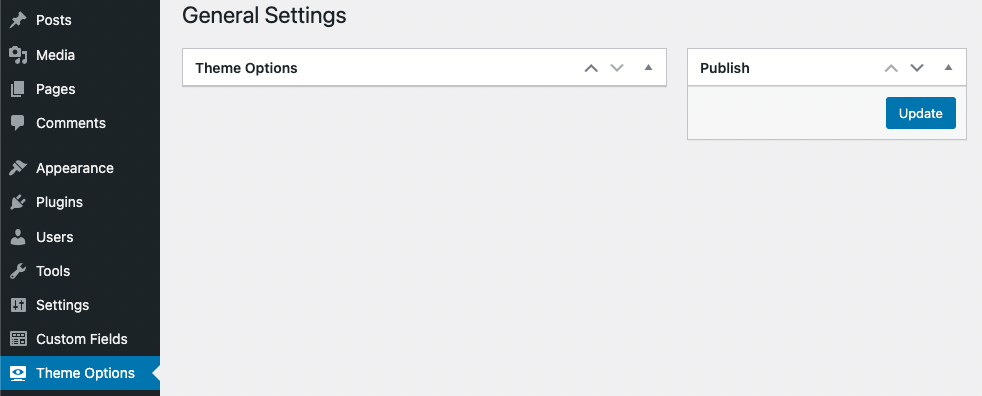 Posts
Media
Pages
Comments
Appearance
Plugins
Users
Tools
Settings
Custom Fields
Theme Options
General Settings
Theme Options
Publish
Update